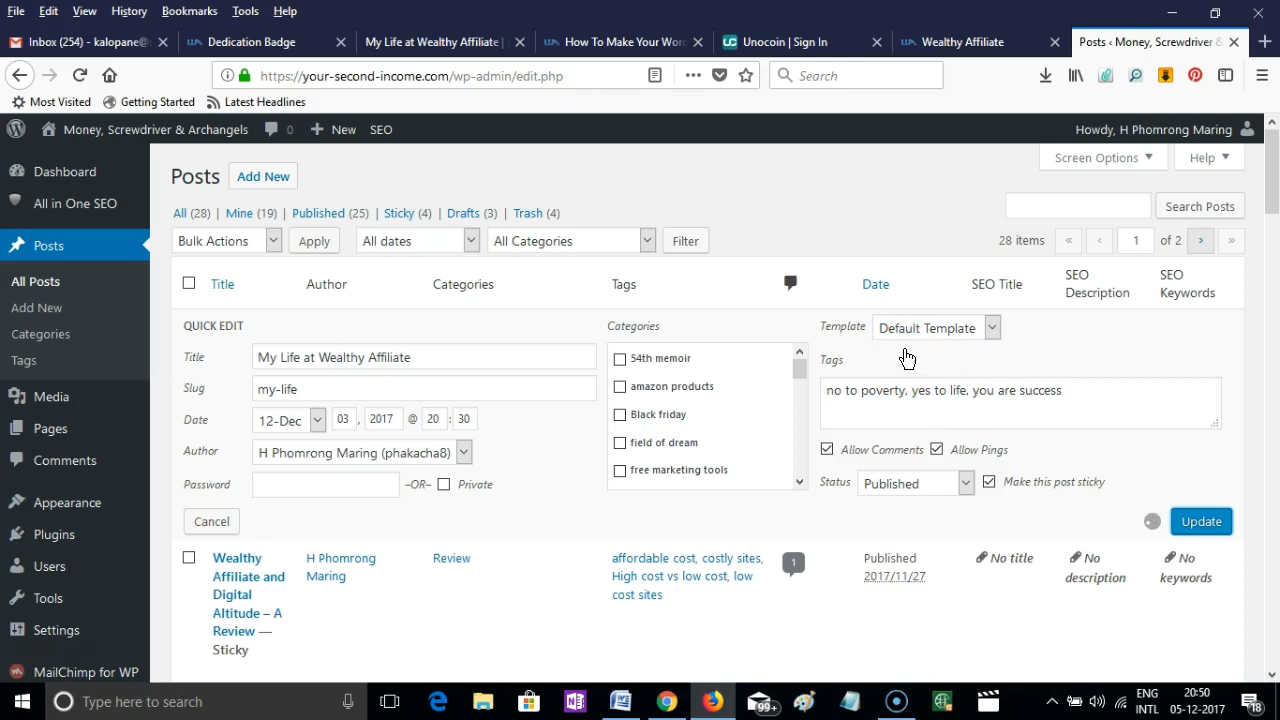 File Edit View History Bookmarks Tools Help
Inbox (254) - kalopane@ Dedication Badge My Life at Wealthy Affiliate | How To Make Your Wor Unocoin | Sign In Wealthy Affiliate Posts ‹ Money, Screwdriver &
https://your-second-income.com/wp-admin/edit.php Search
Most Visited Getting Started Latest Headlines
Money, Screwdriver & Archangels 0 New SEO Howdy, H Phomrong Maring
Dashboard
All in One SEO
Posts
All Posts
Add New
Categories
Tags
Media
Pages
Comments
Appearance
Plugins
Users
Tools
Settings
MailChimp for WP
Screen Options Help
Posts Add New
All (28) | Mine (19) | Published (25) | Sticky (4) | Drafts (3) | Trash (4)
Search Posts
Bulk Actions Apply All dates All Categories Filter 28 items « ‹ 1 of 2 › »
Title Author Categories Tags Date SEO Title SEO Description SEO Keywords
QUICK EDIT
Title My Life at Wealthy Affiliate
Slug my-life
Date 12-Dec 03 , 2017 @ 20 : 30
Author H Phomrong Maring (phakacha8)
Password –OR– Private
Categories
54th memoir
amazon products
Black friday
field of dream
free marketing tools
Template Default Template
Tags
no to poverty, yes to life, you are success
Allow Comments Allow Pings
Status Published Make this post sticky
Cancel Update
Wealthy
Affiliate and
Digital
Altitude – A
Review —
Sticky
H Phomrong
Maring
Review
affordable cost, costly sites,
High cost vs low cost, low
cost sites
1
Published
2017/11/27
No title
No
description
No
keywords
Type here to search
99+
ENG
INTL
20:50
05-12-2017
18